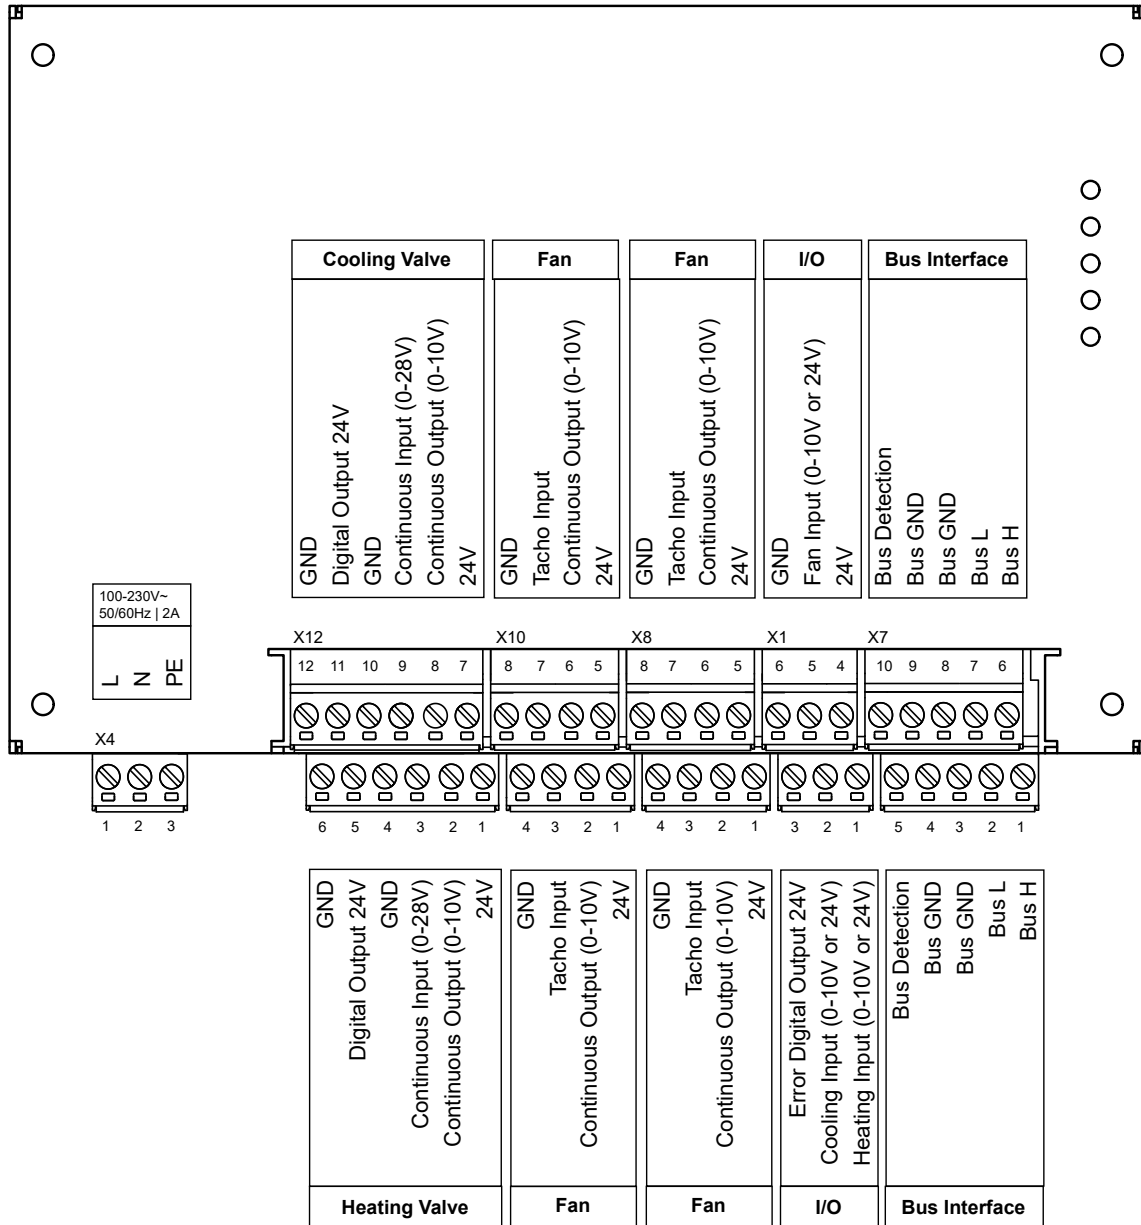 Cooling Valve
Fan
Fan
I/O
Bus Interface
GND
Digital Output 24V
GND
Continuous Input (0-28V)
Continuous Output (0-10V)
24V
GND
Tacho Input
Continuous Output (0-10V)
24V
GND
Tacho Input
Continuous Output (0-10V)
24V
GND
Fan Input (0-10V or 24V)
24V
Bus Detection
Bus GND
Bus GND
Bus L
Bus H
100-230V~
50/60Hz | 2A
L
N
PE
X4
X12
X10
X8
X1
X7
12 11 10 9 8 7
8 7 6 5
8 7 6 5
6 5 4
10 9 8 7 6
1 2 3
6 5 4 3 2 1
4 3 2 1
4 3 2 1
3 2 1
5 4 3 2 1
GND
Digital Output 24V
GND
Continuous Input (0-28V)
Continuous Output (0-10V)
24V
GND
Tacho Input
Continuous Output (0-10V)
24V
GND
Tacho Input
Continuous Output (0-10V)
24V
Error Digital Output 24V
Cooling Input (0-10V or 24V)
Heating Input (0-10V or 24V)
Bus Detection
Bus GND
Bus GND
Bus L
Bus H
Heating Valve
Fan
Fan
I/O
Bus Interface